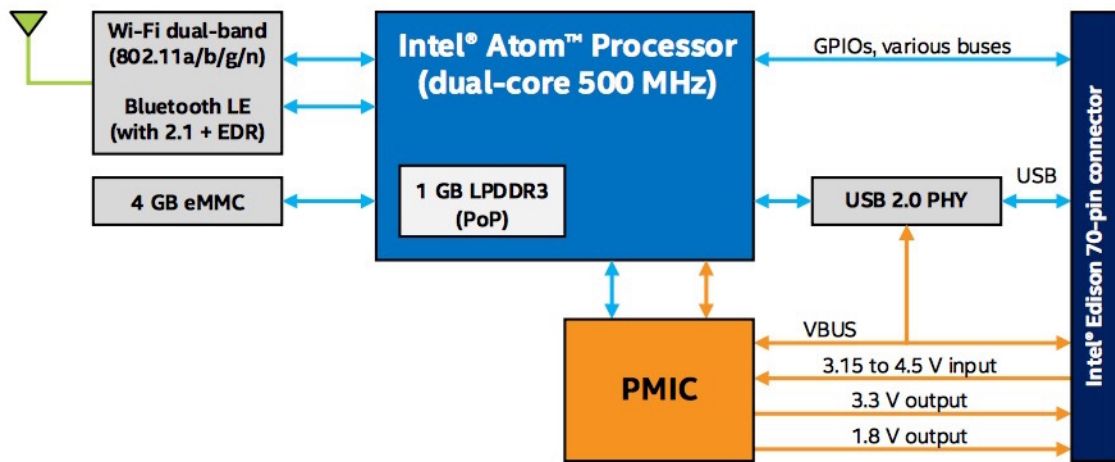 Wi-Fi dual-band
(802.11a/b/g/n)
Bluetooth LE
(with 2.1 + EDR)
4 GB eMMC
Intel® Atom™ Processor
(dual-core 500 MHz)
1 GB LPDDR3
(PoP)
GPIOs, various buses
USB 2.0 PHY
USB
PMIC
VBUS
3.15 to 4.5 V input
3.3 V output
1.8 V output
Intel® Edison 70-pin connector